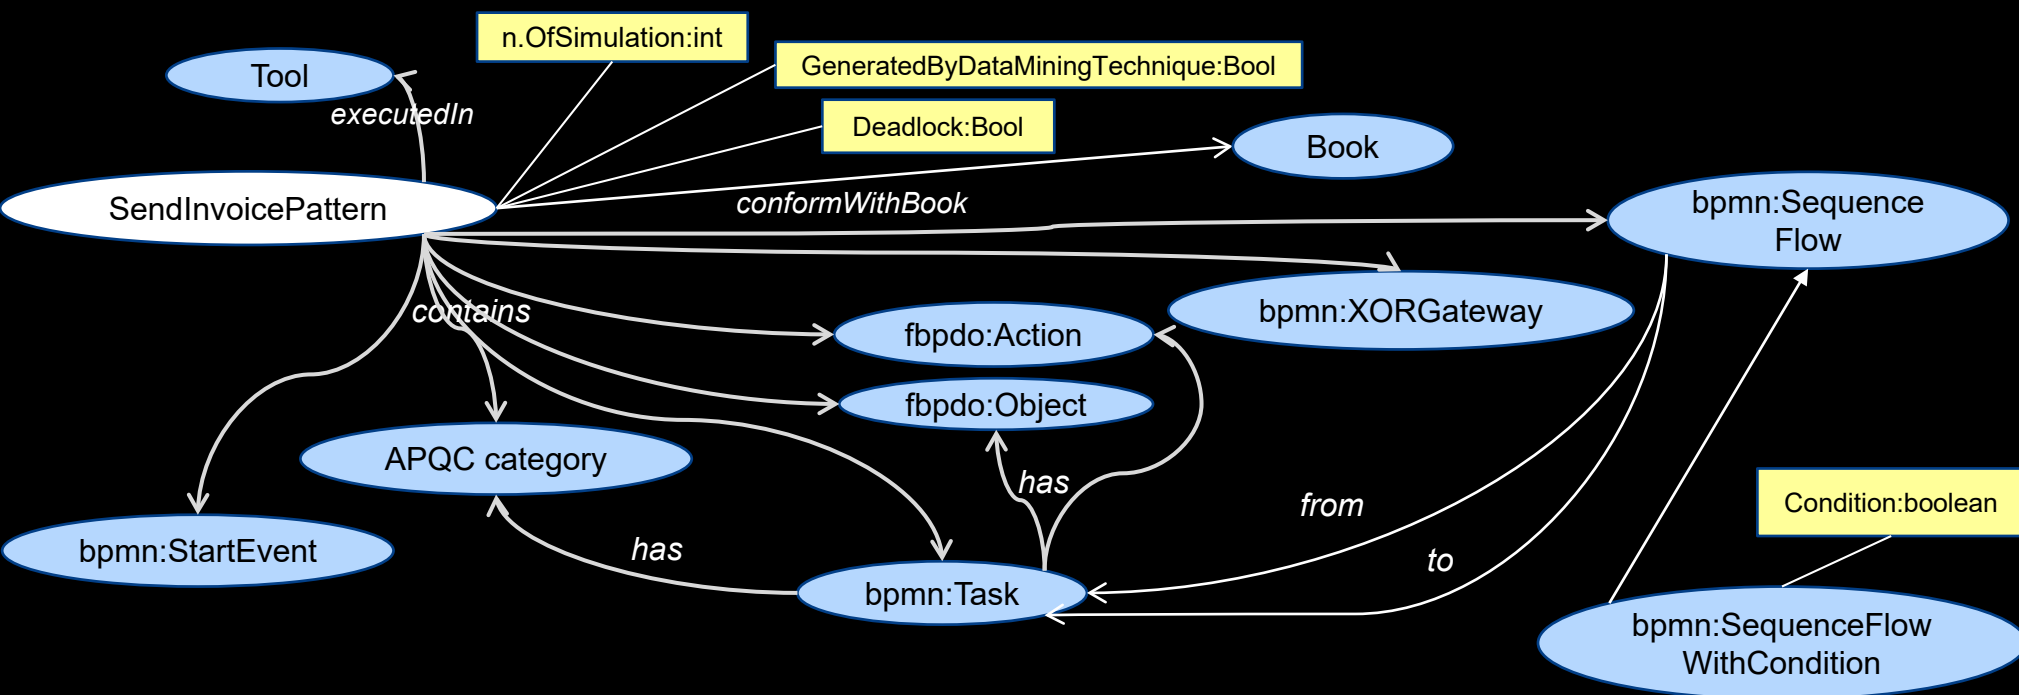 n.OfSimulation:int
Tool
GeneratedByDataMiningTechnique:Bool
executedIn
Deadlock:Bool
Book
SendInvoicePattern
conformWithBook
bpmn:Sequence
Flow
contains
bpmn:XORGateway
fbpdo:Action
fbpdo:Object
APQC category
has
from
Condition:boolean
bpmn:StartEvent
has
to
bpmn:Task
bpmn:SequenceFlow
WithCondition